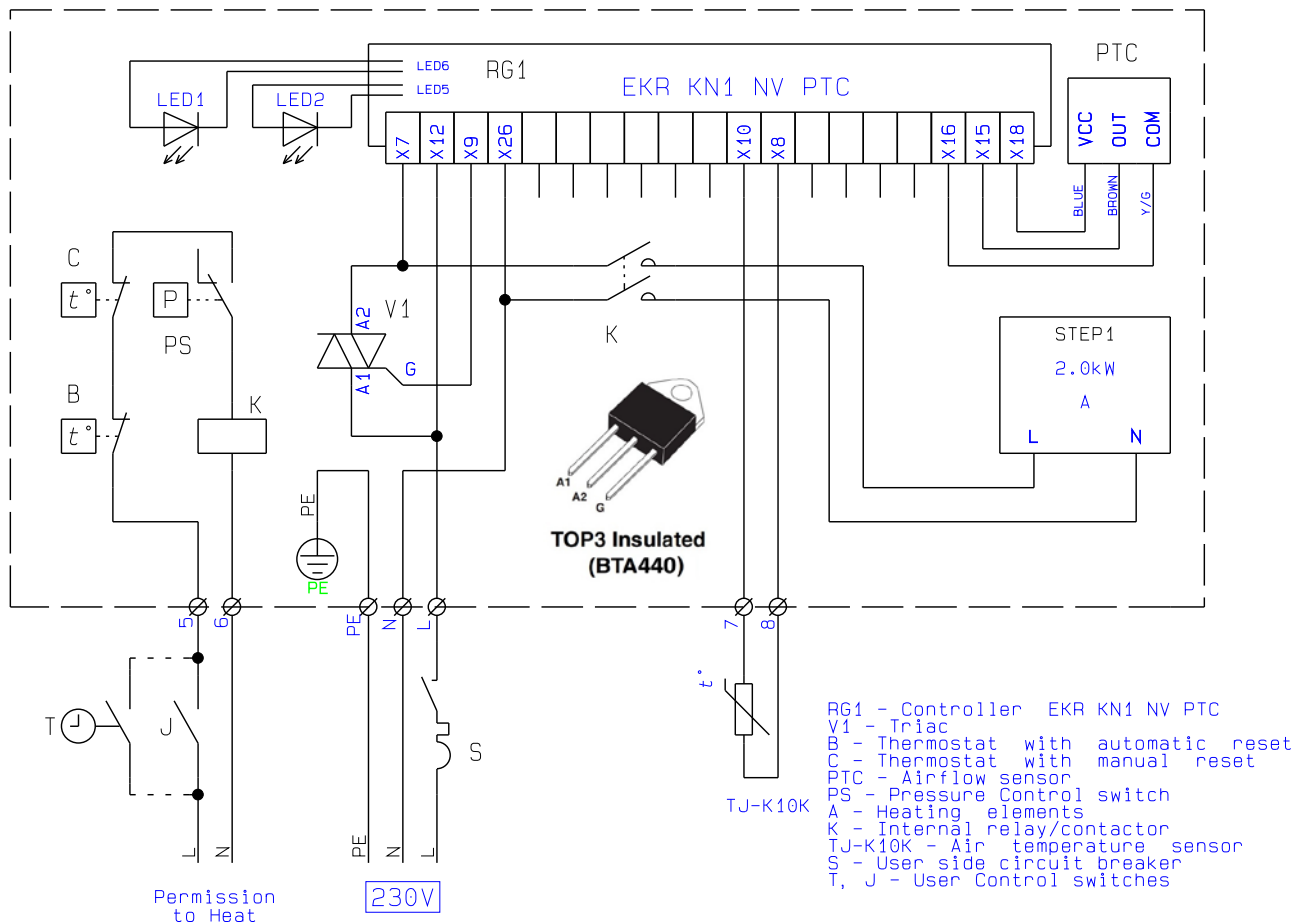 LED6
RG1
LED5
EKR KN1 NV PTC
PTC
LED1
LED2
X7 X12 X9 X26 X10 X8 X16 X15 X18
VCC OUT COM
BLUE BROWN Y/G
C
t°
P
PS
A2
V1
A1
G
K
B
t°
K
STEP1
2.0kW
A
L N
A1
A2
G
TOP3 Insulated
(BTA440)
PE
PE
5 6 PE N L 7 8
T
J
S
t°
TJ-K10K
L N PE N L
Permission
to Heat
230V
RG1 - Controller EKR KN1 NV PTC
V1 - Triac
B - Thermostat with automatic reset
C - Thermostat with manual reset
PTC - Airflow sensor
PS - Pressure Control switch
A - Heating elements
K - Internal relay/contactor
TJ-K10K - Air temperature sensor
S - User side circuit breaker
T, J - User Control switches